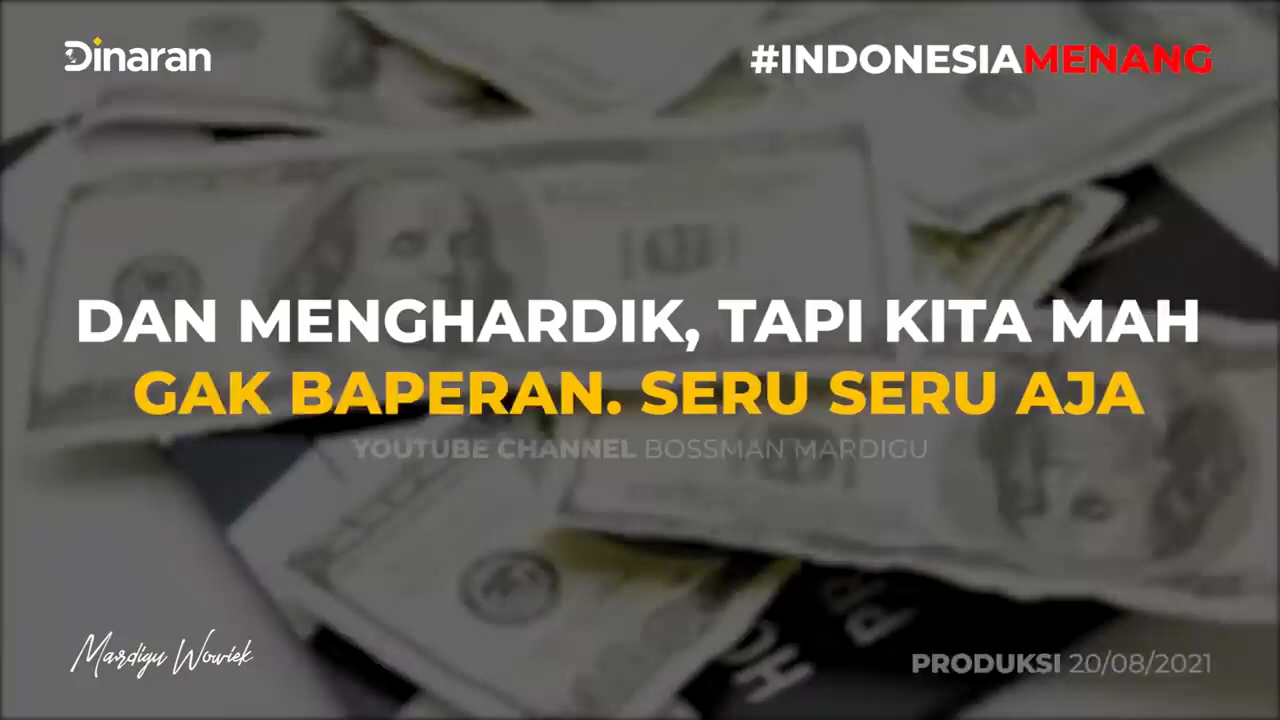 Dinaran
#INDONESIAMENANG
DAN MENGHARDIK, TAPI KITA MAH
GAK BAPERAN. SERU SERU AJA
YOUTUBE CHANNEL BOSSMAN MARDIGU
Mardigu Wowiek
PRODUKSI 20/08/2021